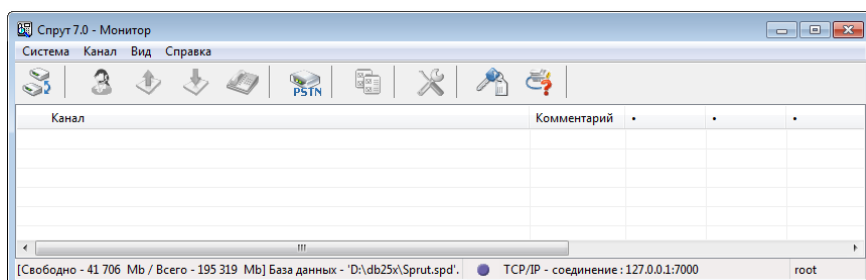 Спрут 7.0 - Монитор
Система Канал Вид Справка
PSTN
Канал Комментарий
[Свободно - 41 706 Mb / Всего - 195 319 Mb] База данных - 'D:\db25x\Sprut.spd'. TCP/IP - соединение : 127.0.0.1:7000 root